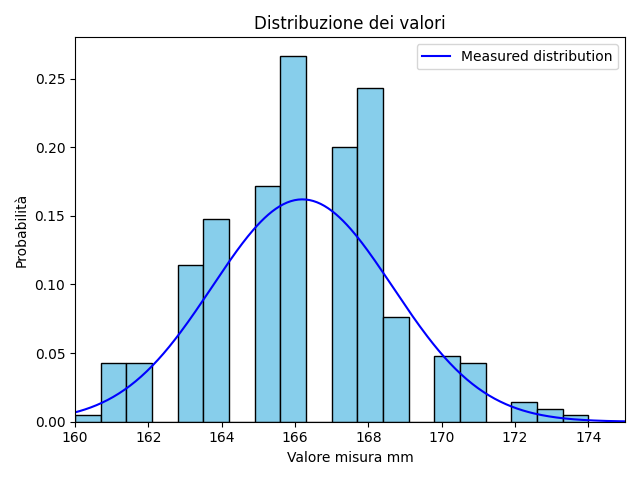 Distribuzione dei valori
Measured distribution
Probabilità
0.25
0.20
0.15
0.10
0.05
0.00
160 162 164 166 168 170 172 174
Valore misura mm